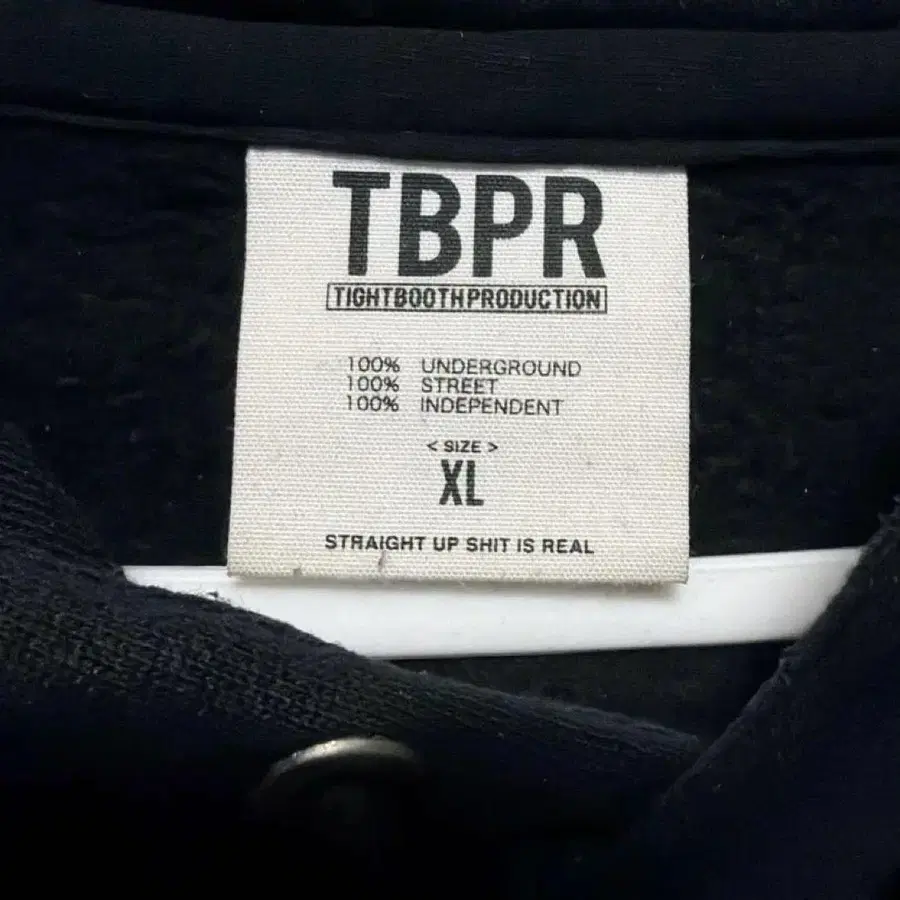 TBPR
TIGHTBOOTHPRODUCTION
100% UNDERGROUND
100% STREET
100% INDEPENDENT
< SIZE >
XL
STRAIGHT UP SHIT IS REAL